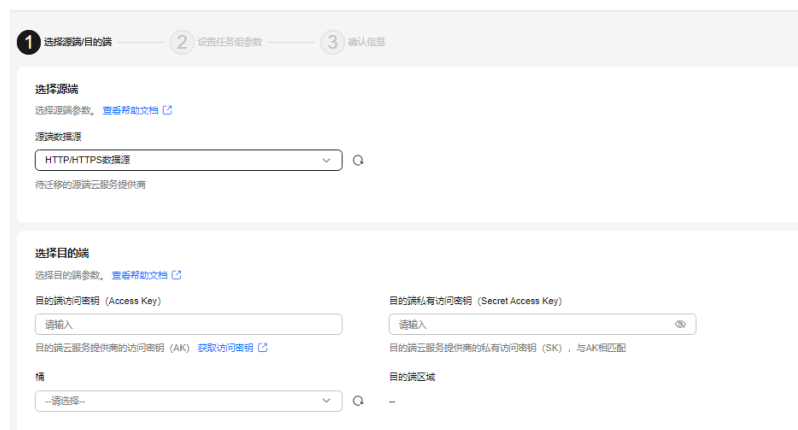 1 选择源端/目的端 2 设置任务组参数 3 确认信息
选择源端
选择源端参数。 查看帮助文档
源端数据源
HTTP/HTTPS数据源
待迁移的源端云服务提供商
选择目的端
选择目的端参数。 查看帮助文档
目的端访问密钥（Access Key） 目的端私有访问密钥（Secret Access Key）
请输入 请输入
目的端云服务提供商的访问密钥（AK） 获取访问密钥 目的端云服务提供商的私有访问密钥（SK），与AK相匹配
桶 目的端区域
--请选择-- --